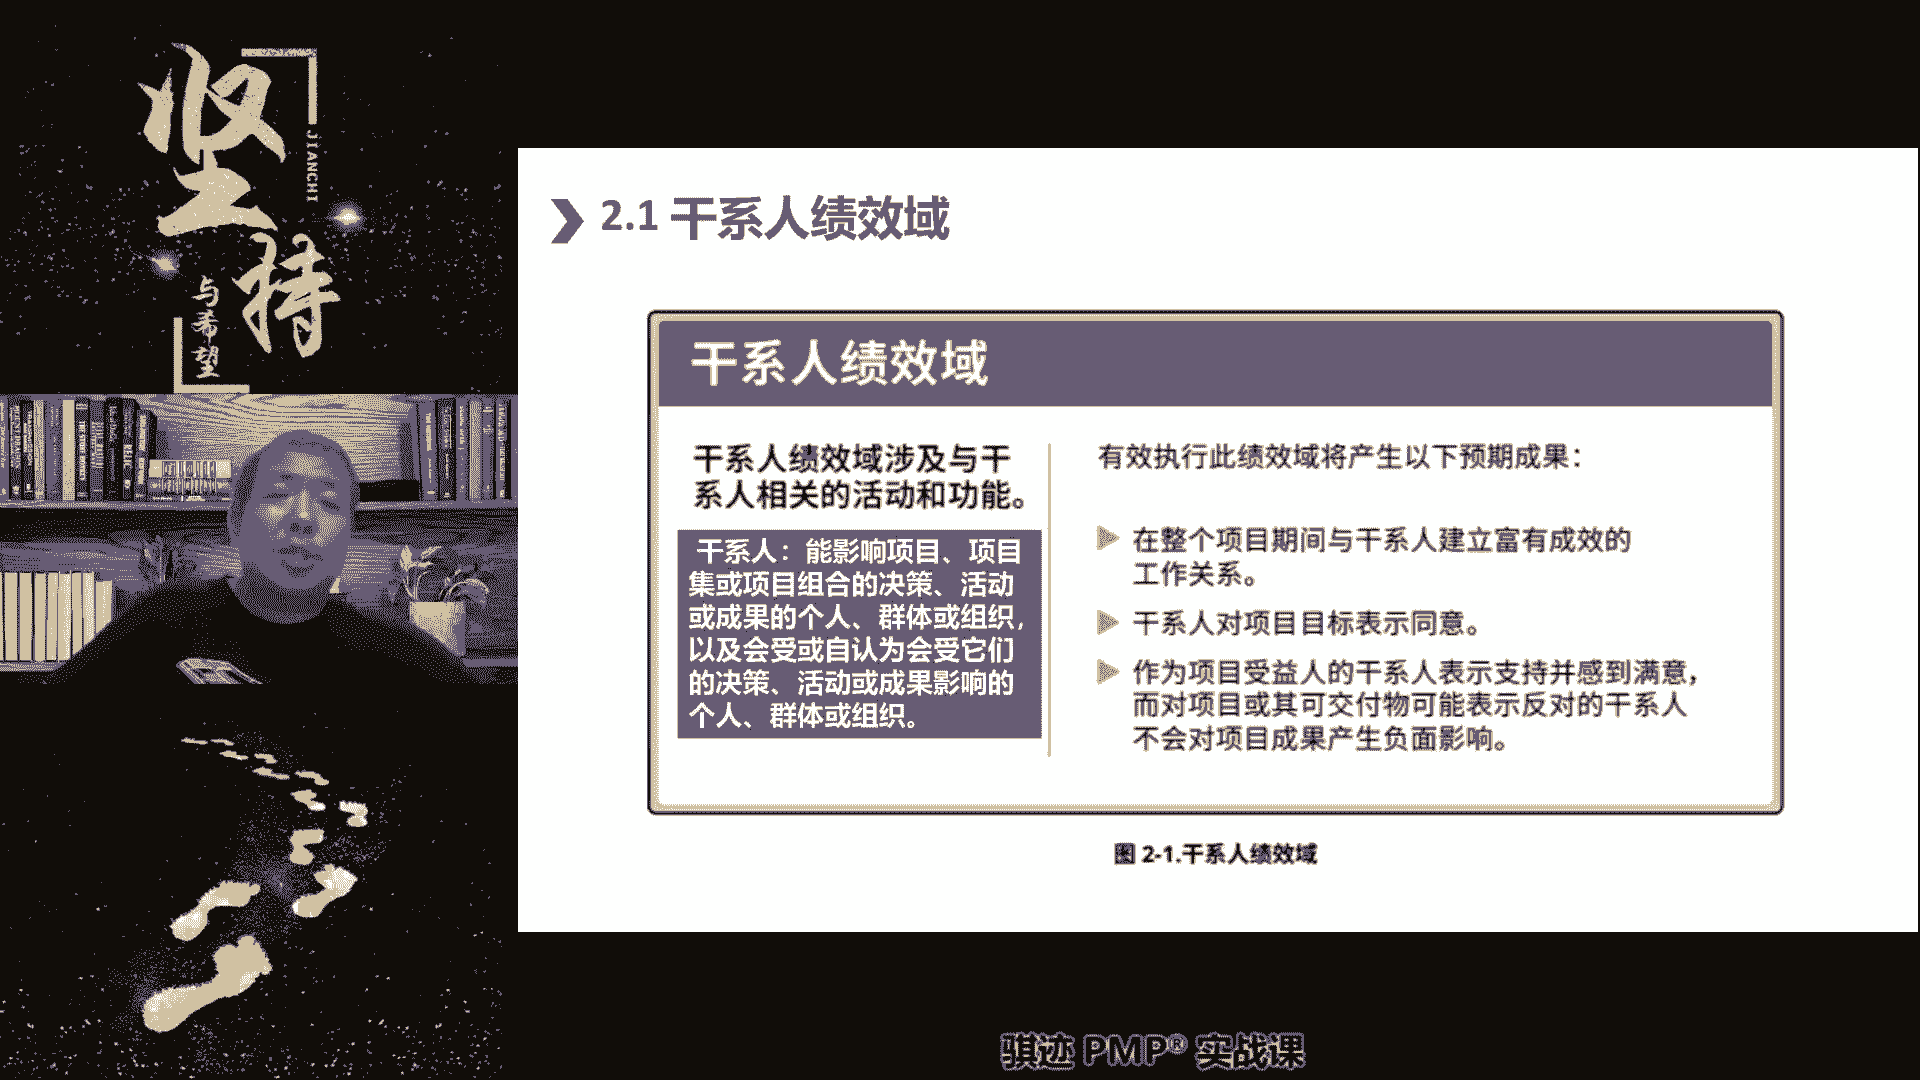 坚持
JIANCHI
与希望
2.1 干系人绩效域
干系人绩效域
干系人绩效域涉及与干
系人相关的活动和功能。
干系人：能影响项目、项目
集或项目组合的决策、活动
或成果的个人、群体或组织，
以及会受或自认为会受它们
的决策、活动或成果影响的
个人、群体或组织。
有效执行此绩效域将产生以下预期成果：
在整个项目期间与干系人建立富有成效的
工作关系。
干系人对项目目标表示同意。
作为项目受益人的干系人表示支持并感到满意，
而对项目或其可交付物可能表示反对的干系人
不会对项目成果产生负面影响。
图 2-1.干系人绩效域
骐迹 PMP® 实战课